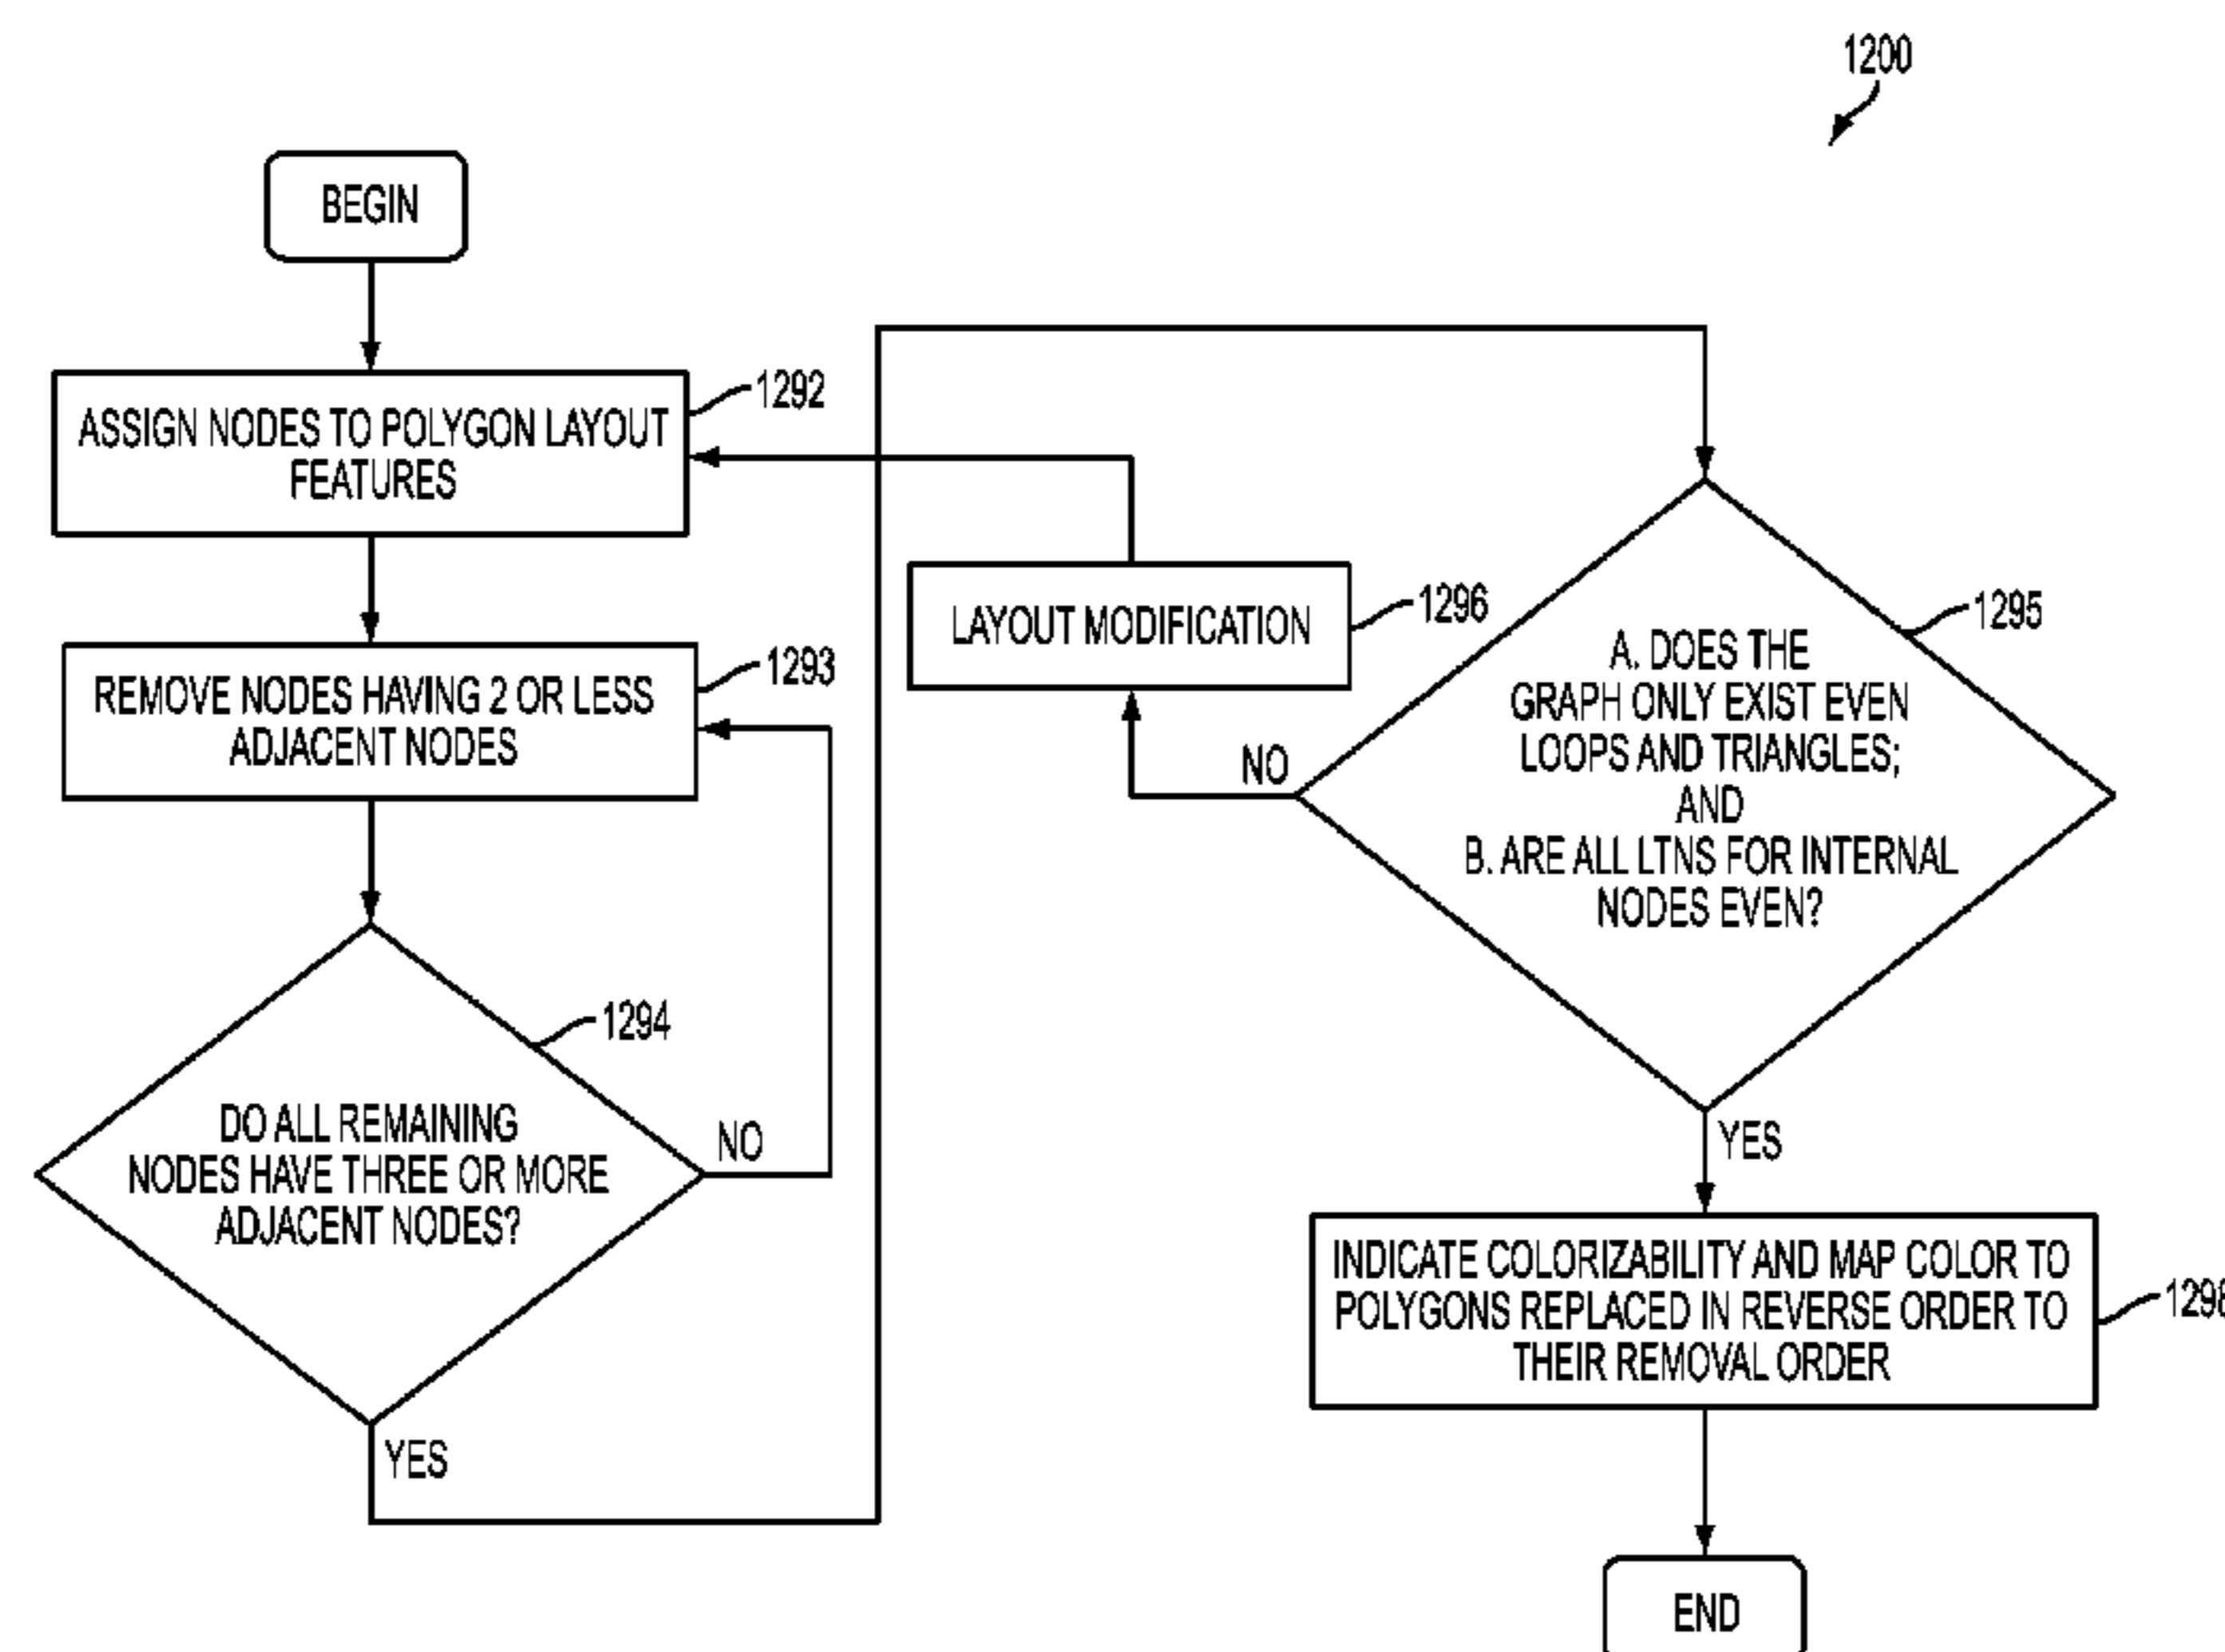 1200
BEGIN
ASSIGN NODES TO POLYGON LAYOUT
FEATURES
1292
REMOVE NODES HAVING 2 OR LESS
ADJACENT NODES
1293
DO ALL REMAINING
NODES HAVE THREE OR MORE
ADJACENT NODES?
1294
NO
YES
LAYOUT MODIFICATION
1296
NO
A. DOES THE
GRAPH ONLY EXIST EVEN
LOOPS AND TRIANGLES;
AND
B. ARE ALL LTNS FOR INTERNAL
NODES EVEN?
1295
YES
INDICATE COLORIZABILITY AND MAP COLOR TO
POLYGONS REPLACED IN REVERSE ORDER TO
THEIR REMOVAL ORDER
1298
END